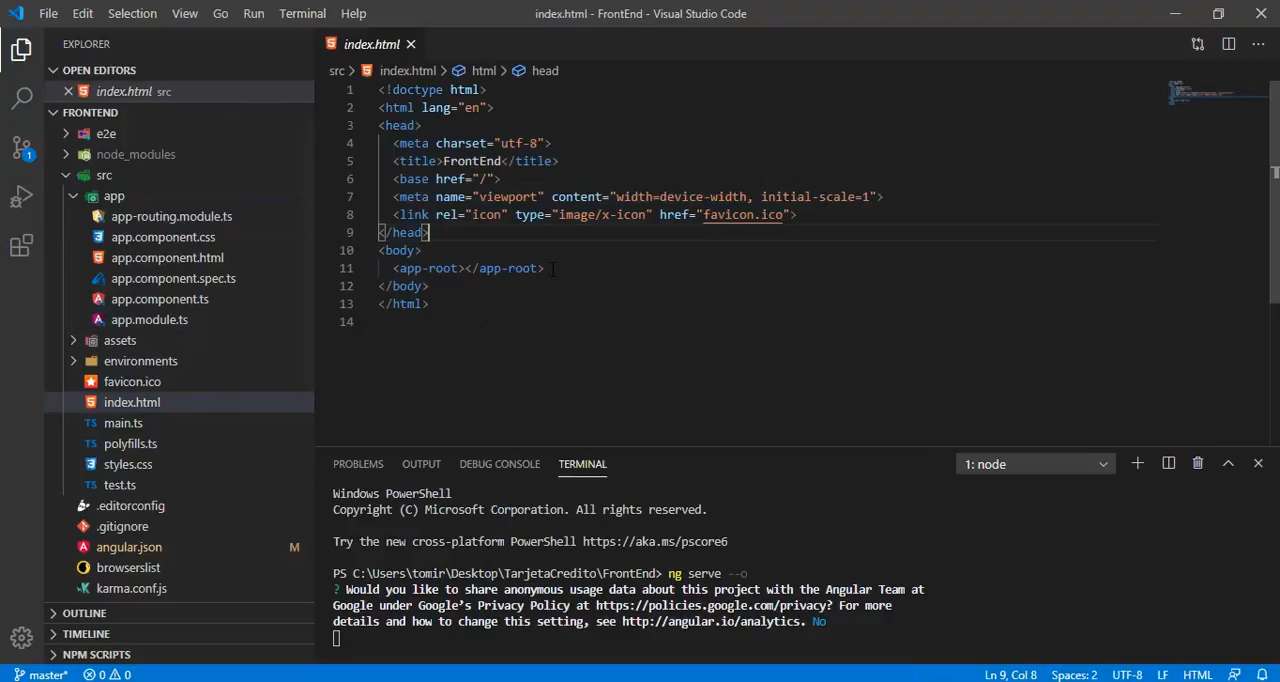 File Edit Selection View Go Run Terminal Help index.html - FrontEnd - Visual Studio Code
EXPLORER
OPEN EDITORS
index.html src
FRONTEND
e2e
node_modules
src
app
app-routing.module.ts
app.component.css
app.component.html
app.component.spec.ts
app.component.ts
app.module.ts
assets
environments
favicon.ico
index.html
main.ts
polyfills.ts
styles.css
test.ts
.editorconfig
.gitignore
angular.json M
browserslist
karma.conf.js
OUTLINE
TIMELINE
NPM SCRIPTS
1
index.html
src > index.html > html > head
1 <!doctype html>
2 <html lang="en">
3 <head>
4 <meta charset="utf-8">
5 <title>FrontEnd</title>
6 <base href="/">
7 <meta name="viewport" content="width=device-width, initial-scale=1">
8 <link rel="icon" type="image/x-icon" href="favicon.ico">
9 </head>
10 <body>
11 <app-root></app-root>
12 </body>
13 </html>
14
PROBLEMS OUTPUT DEBUG CONSOLE TERMINAL 1: node
Windows PowerShell
Copyright (C) Microsoft Corporation. All rights reserved.
Try the new cross-platform PowerShell https://aka.ms/pscore6
PS C:\Users\tomir\Desktop\TarjetaCredito\FrontEnd> ng serve --o
? Would you like to share anonymous usage data about this project with the Angular Team at
Google under Google’s Privacy Policy at https://policies.google.com/privacy? For more
details and how to change this setting, see http://angular.io/analytics. No
master* 0 0 Ln 9, Col 8 Spaces: 2 UTF-8 LF HTML